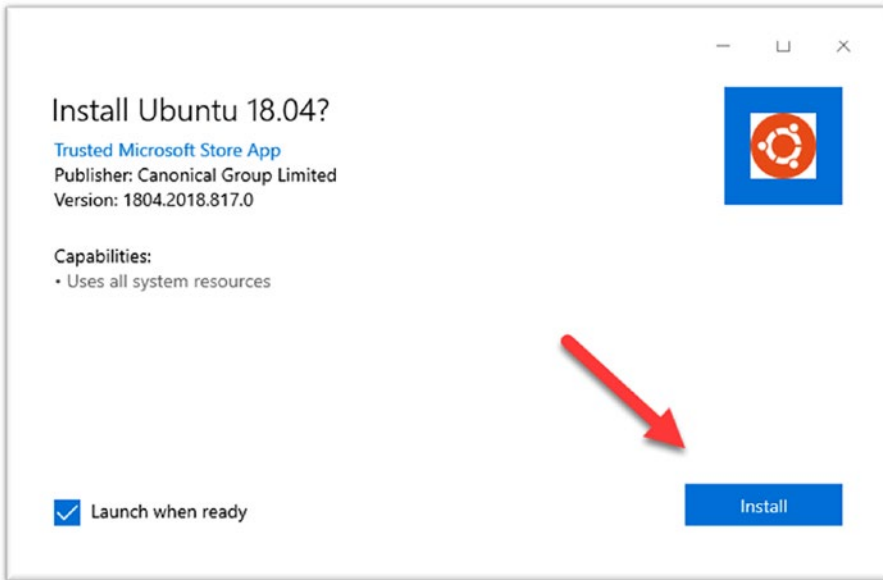 Install Ubuntu 18.04?
Trusted Microsoft Store App
Publisher: Canonical Group Limited
Version: 1804.2018.817.0
Capabilities:
• Uses all system resources
Launch when ready
Install